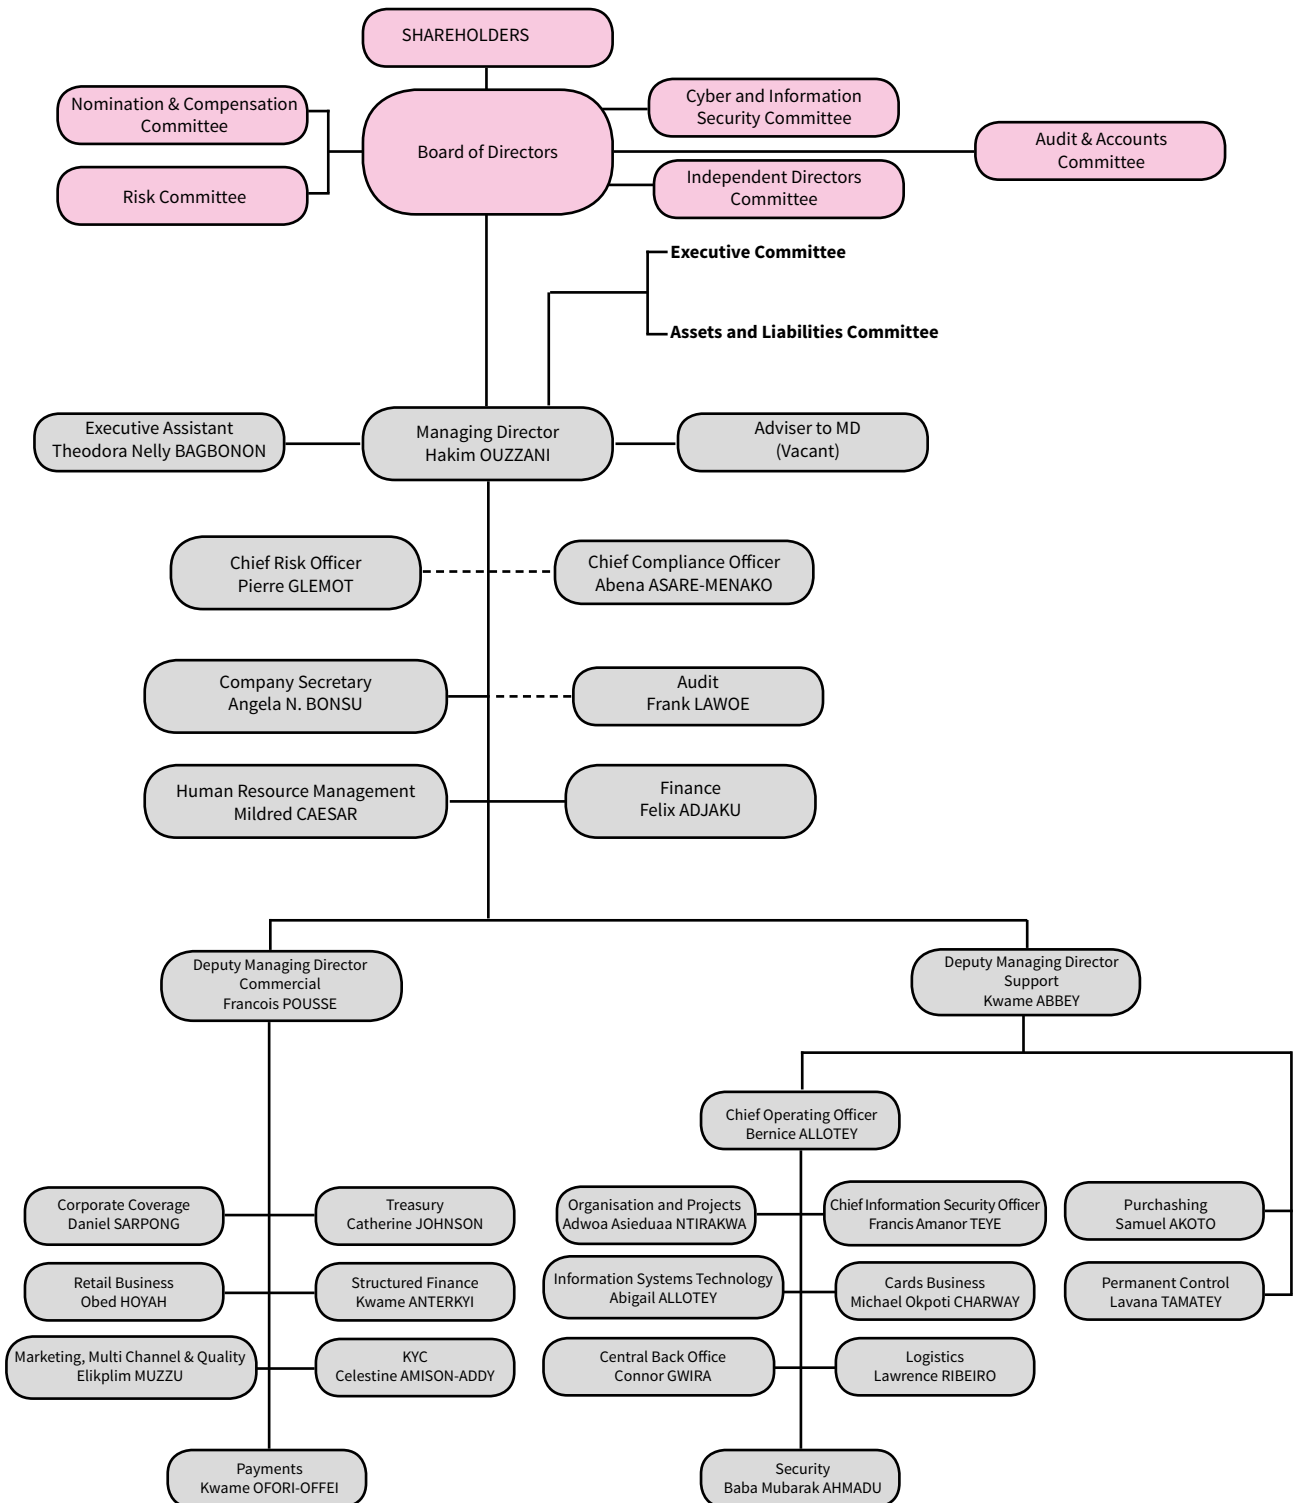 SHAREHOLDERS
Nomination & Compensation
Committee
Cyber and Information
Security Committee
Board of Directors
Audit & Accounts
Committee
Risk Committee
Independent Directors
Committee
Executive Committee
Assets and Liabilities Committee
Executive Assistant
Theodora Nelly BAGBONON
Managing Director
Hakim OUZZANI
Adviser to MD
(Vacant)
Chief Risk Officer
Pierre GLEMOT
Chief Compliance Officer
Abena ASARE-MENAKO
Company Secretary
Angela N. BONSU
Audit
Frank LAWOE
Human Resource Management
Mildred CAESAR
Finance
Felix ADJAKU
Deputy Managing Director
Commercial
Francois POUSSE
Deputy Managing Director
Support
Kwame ABBEY
Chief Operating Officer
Bernice ALLOTEY
Corporate Coverage
Daniel SARPONG
Treasury
Catherine JOHNSON
Organisation and Projects
Adwoa Asieduaa NTIRAKWA
Chief Information Security Officer
Francis Amanor TEYE
Purchashing
Samuel AKOTO
Retail Business
Obed HOYAH
Structured Finance
Kwame ANTERKYI
Information Systems Technology
Abigail ALLOTEY
Cards Business
Michael Okpoti CHARWAY
Permanent Control
Lavana TAMATEY
Marketing, Multi Channel & Quality
Elikplim MUZZU
KYC
Celestine AMISON-ADDY
Central Back Office
Connor GWIRA
Logistics
Lawrence RIBEIRO
Payments
Kwame OFORI-OFFEI
Security
Baba Mubarak AHMADU